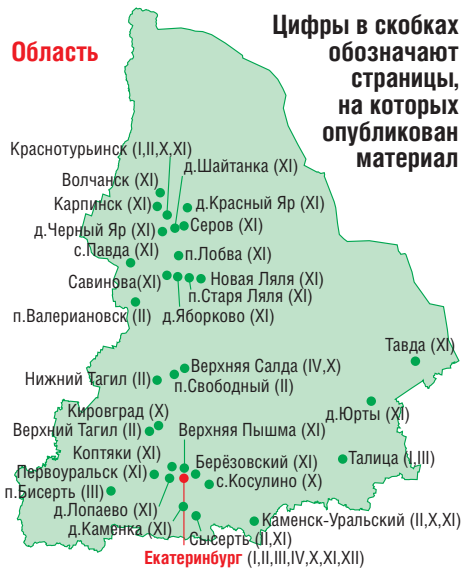 Цифры в скобках
обозначают
страницы,
на которых
опубликован
материал
Область
Краснотурьинск (I,II,X,XI)
д.Шайтанка (XI)
Волчанск (XI)
Карпинск (XI)
д.Красный Яр (XI)
д.Черный Яр (XI)
Серов (XI)
с.Павда (XI)
п.Лобва (XI)
Савинова(XI)
Новая Ляля (XI)
п.Старя Ляля (XI)
п.Валериановск (II)
д.Яборково (XI)
Тавда (XI)
Верхняя Салда (IV,X)
Нижний Тагил (II)
п.Свободный (II)
д.Юрты (XI)
Кировград (X)
Верхний Тагил (II)
Верхняя Пышма (XI)
Коптяки (XI)
Берёзовский (XI)
Талица (I,III)
Первоуральск (XI)
с.Косулино (X)
п.Бисерть (III)
д.Лопаево (XI)
д.Каменка (XI)
Каменск-Уральский (II,X,XI)
Сысерть (II,XI)
Екатеринбург (I,II,III,IV,X,XI,XII)